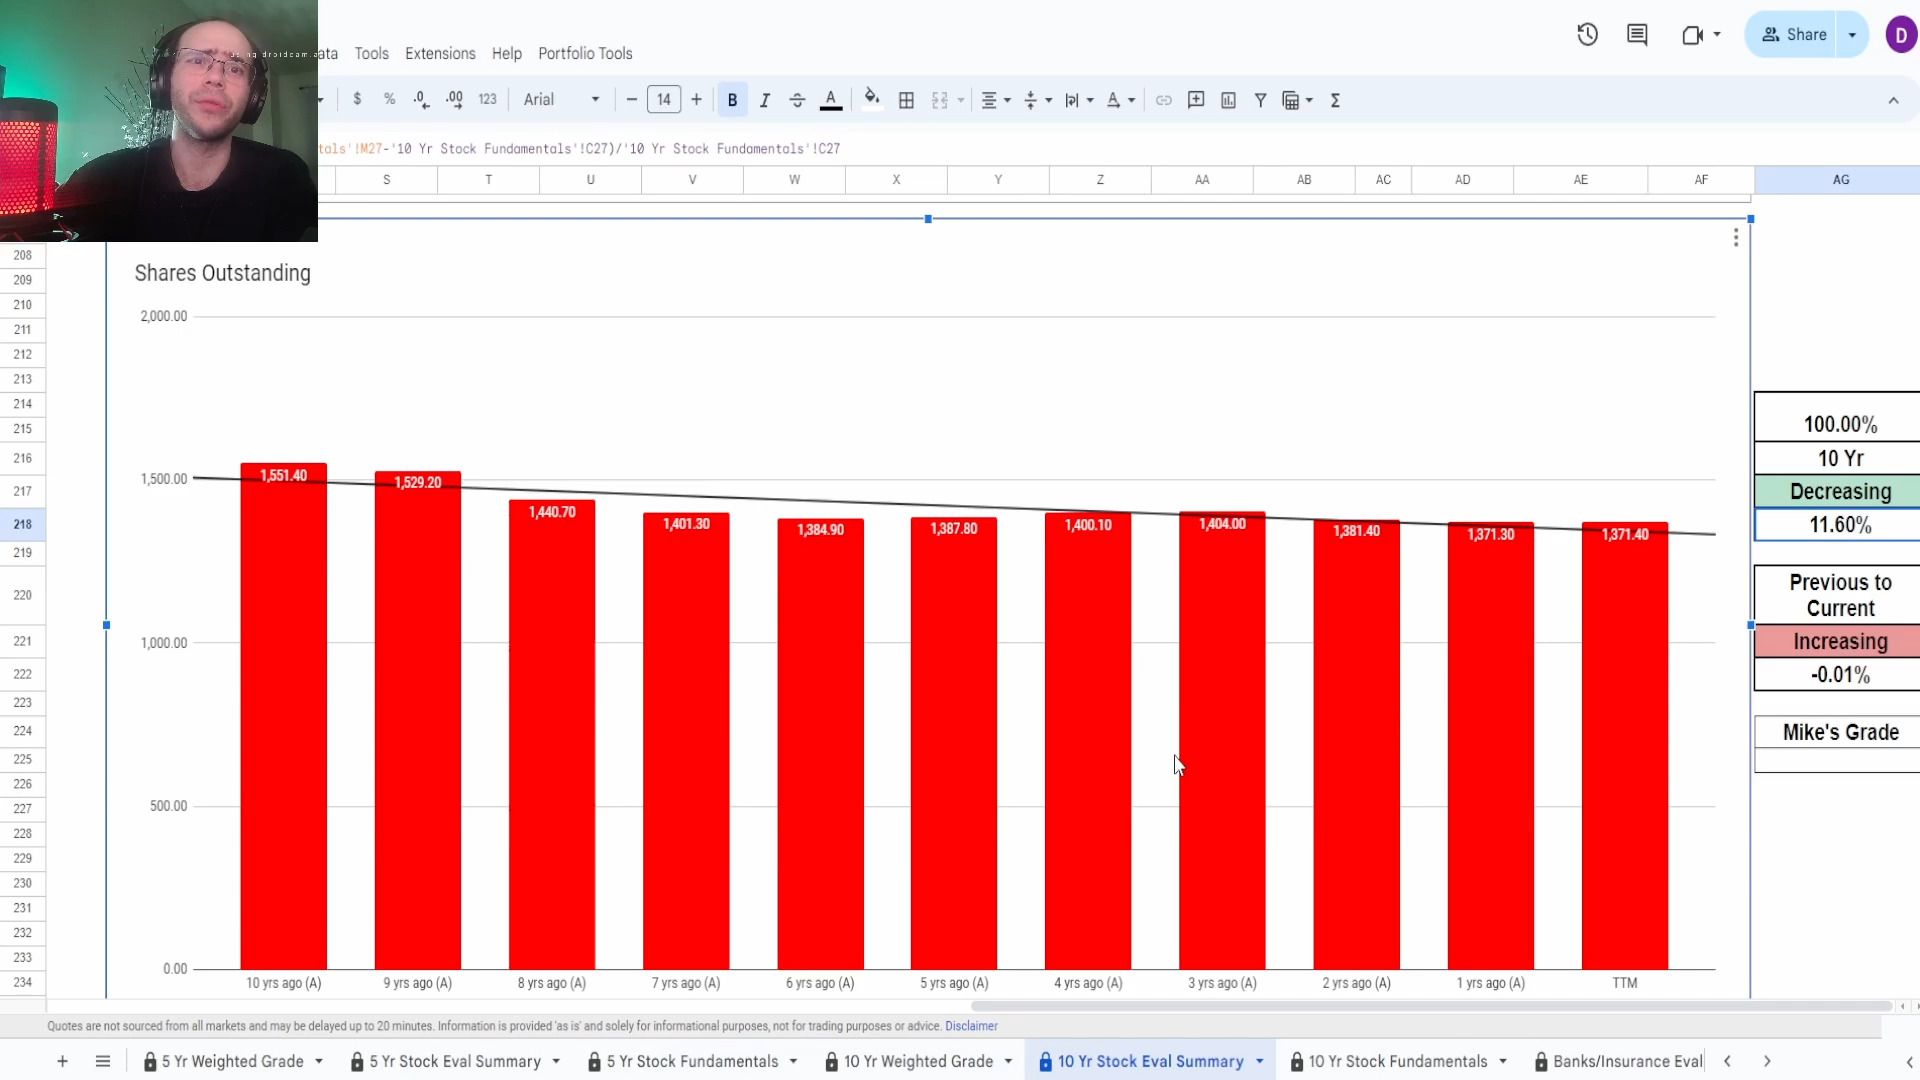 using droidcam.a
ata Tools Extensions Help Portfolio Tools
Share
D
$ % .0 .00 123 Arial − 14 + B I S A Σ
tals'!M27-'10 Yr Stock Fundamentals'!C27)/'10 Yr Stock Fundamentals'!C27
S T U V W X Y Z AA AB AC AD AE AF AG
208
209
210
211
212
213
214
215
216
217
218
219
220
221
222
223
224
225
226
227
228
229
230
231
232
233
234
Shares Outstanding
2,000.00
1,500.00
1,000.00
500.00
0.00
1,551.40 1,529.20 1,440.70 1,401.30 1,384.90 1,387.80 1,400.10 1,404.00 1,381.40 1,371.30 1,371.40
10 yrs ago (A) 9 yrs ago (A) 8 yrs ago (A) 7 yrs ago (A) 6 yrs ago (A) 5 yrs ago (A) 4 yrs ago (A) 3 yrs ago (A) 2 yrs ago (A) 1 yrs ago (A) TTM
100.00%
10 Yr
Decreasing
11.60%
Previous to
Current
Increasing
-0.01%
Mike's Grade
Quotes are not sourced from all markets and may be delayed up to 20 minutes. Information is provided 'as is' and solely for informational purposes, not for trading purposes or advice. Disclaimer
5 Yr Weighted Grade 5 Yr Stock Eval Summary 5 Yr Stock Fundamentals 10 Yr Weighted Grade 10 Yr Stock Eval Summary 10 Yr Stock Fundamentals Banks/Insurance Eval